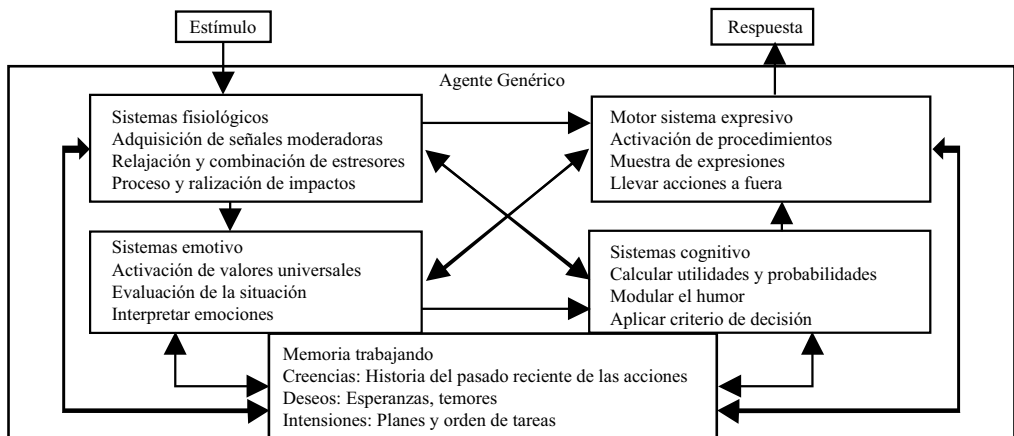 Estímulo
Respuesta
Agente Genérico
Sistemas fisiológicos
Adquisición de señales moderadoras
Relajación y combinación de estresores
Proceso y ralización de impactos
Motor sistema expresivo
Activación de procedimientos
Muestra de expresiones
Llevar acciones a fuera
Sistemas emotivo
Activación de valores universales
Evaluación de la situación
Interpretar emociones
Sistemas cognitivo
Calcular utilidades y probabilidades
Modular el humor
Aplicar criterio de decisión
Memoria trabajando
Creencias: Historia del pasado reciente de las acciones
Deseos: Esperanzas, temores
Intensiones: Planes y orden de tareas